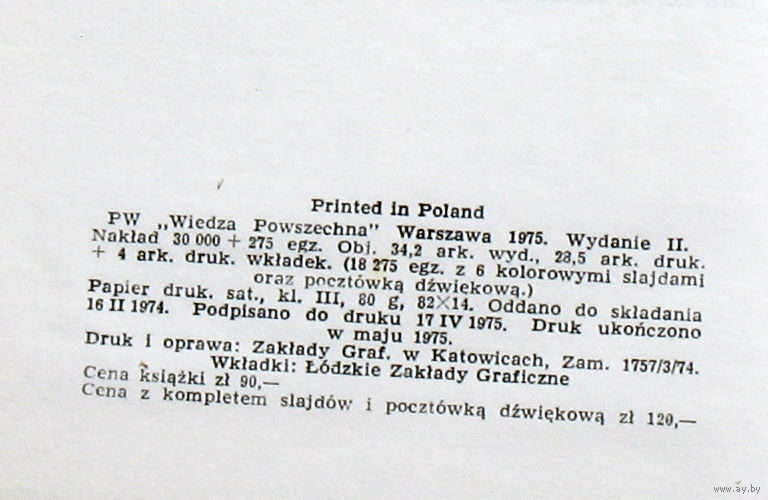 Printed in Poland
PW „Wiedza Powszechna" Warszawa 1975. Wydanie II.
Nakład 30 000 + 275 egz. Obj. 34,2 ark. wyd., 28,5 ark. druk.
+ 4 ark. druk. wkładek. (18 275 egz. z 6 kolorowymi slajdami
oraz pocztówką dźwiękową.)
Papier druk. sat., kl. III, 80 g, 82×14. Oddano do składania
16 II 1974. Podpisano do druku 17 IV 1975. Druk ukończono
w maju 1975.
Druk i oprawa: Zakłady Graf. w Katowicach, Zam. 1757/3/74.
Wkładki: Łódzkie Zakłady Graficzne
Cena książki zł 90,—
Cena z kompletem slajdów i pocztówką dźwiękową zł 120,—
www.ay.by